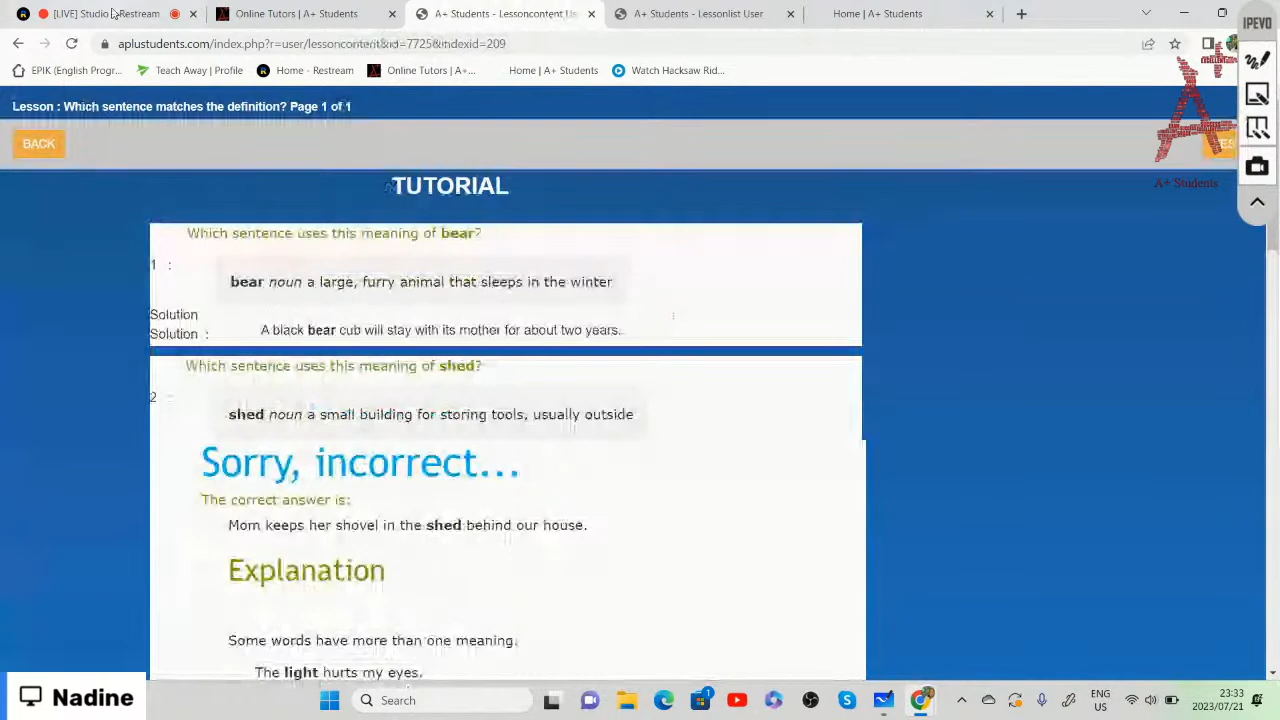 [LIVE] Studio - Restream
Online Tutors | A+ Students
A+ Students - Lessoncontent Us
A+ Students - Lessonlist User
Home | A+ Students
IPEVO
aplustudents.com/index.php?r=user/lessoncontent&id=7725&indexid=209
EPIK (English Progr...
Teach Away | Profile
Home - Restream
Online Tutors | A+...
Home | A+ Students
Watch Hacksaw Rid...
Lesson : Which sentence matches the definition? Page 1 of 1
BACK
A+ Students
TUTORIAL
Which sentence uses this meaning of bear?
1 :
bear noun a large, furry animal that sleeps in the winter
Solution
Solution :
A black bear cub will stay with its mother for about two years.
Which sentence uses this meaning of shed?
2
shed noun a small building for storing tools, usually outside
Sorry, incorrect...
The correct answer is:
Mom keeps her shovel in the shed behind our house.
Explanation
Some words have more than one meaning.
The light hurts my eyes.
Nadine
Search
1
ENG
US
23:33
2023/07/21